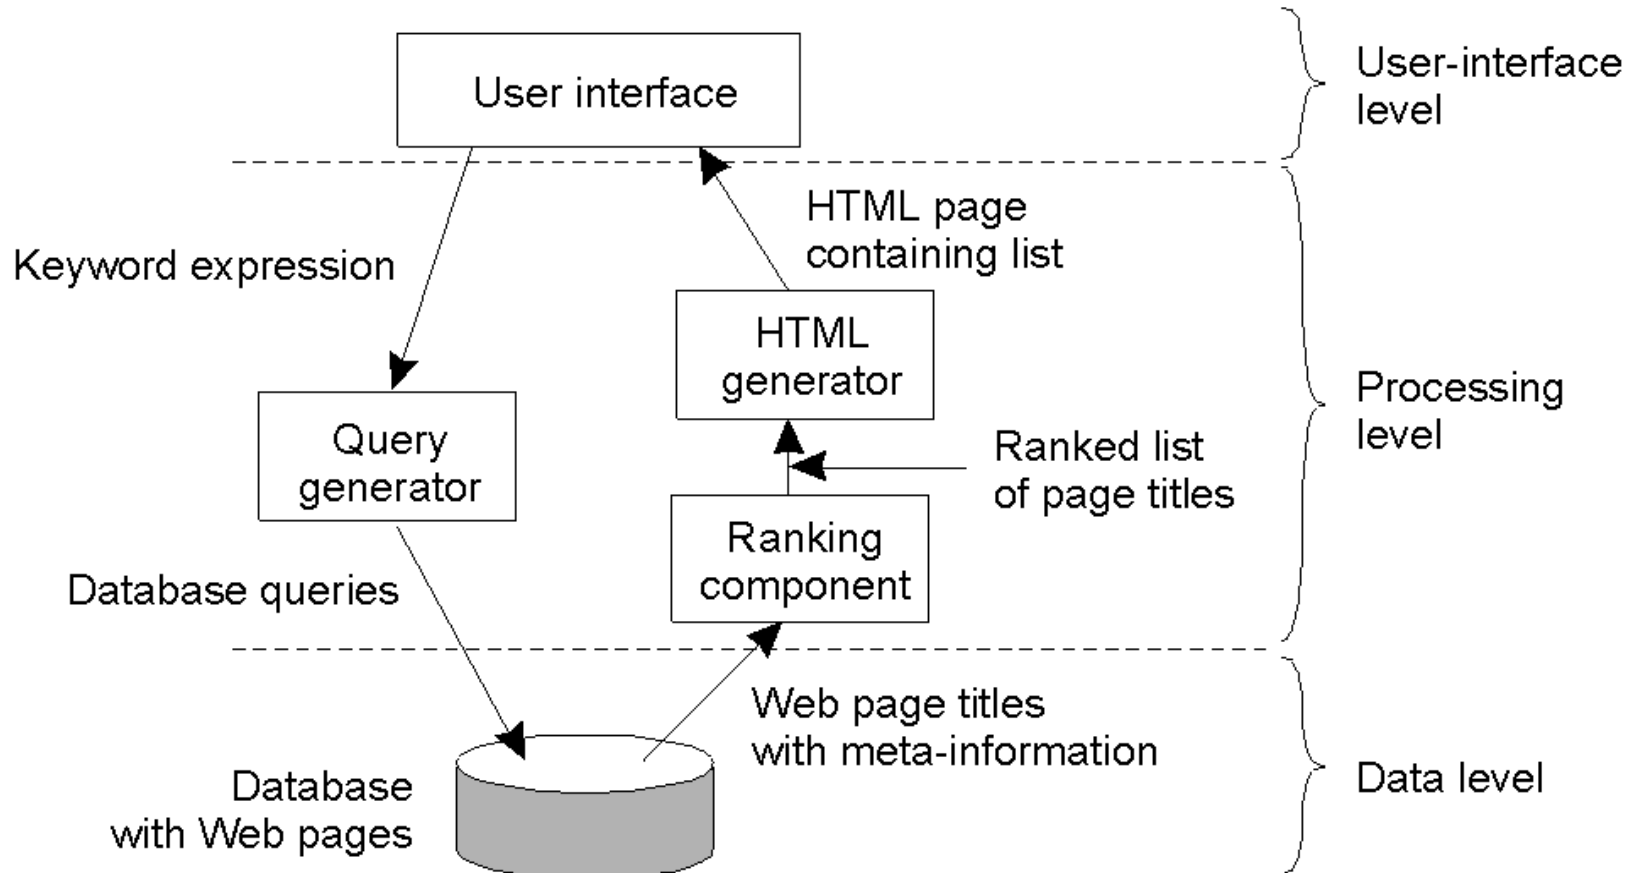 User interface
User-interface
level
Keyword expression
HTML page
containing list
HTML
generator
Query
generator
Ranked list
of page titles
Processing
level
Ranking
component
Database queries
Web page titles
with meta-information
Database
with Web pages
Data level